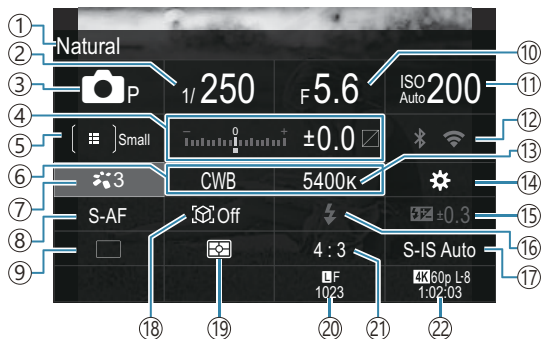 ① Natural
② 1/250 F5.6 ⑩ ISO Auto 200 ⑪
③ P
④ - 0 + ±0.0
⑤ Small ⑫
⑥ CWB 5400K ⑬
⑦ 3 ⑭
⑧ S-AF Off ±0.3 ⑮
⑨ 4:3 S-IS Auto ⑯
⑰
LF 4K 60p L-8
1023 1:02:03
⑱ ⑲ ⑳ ㉑ ㉒